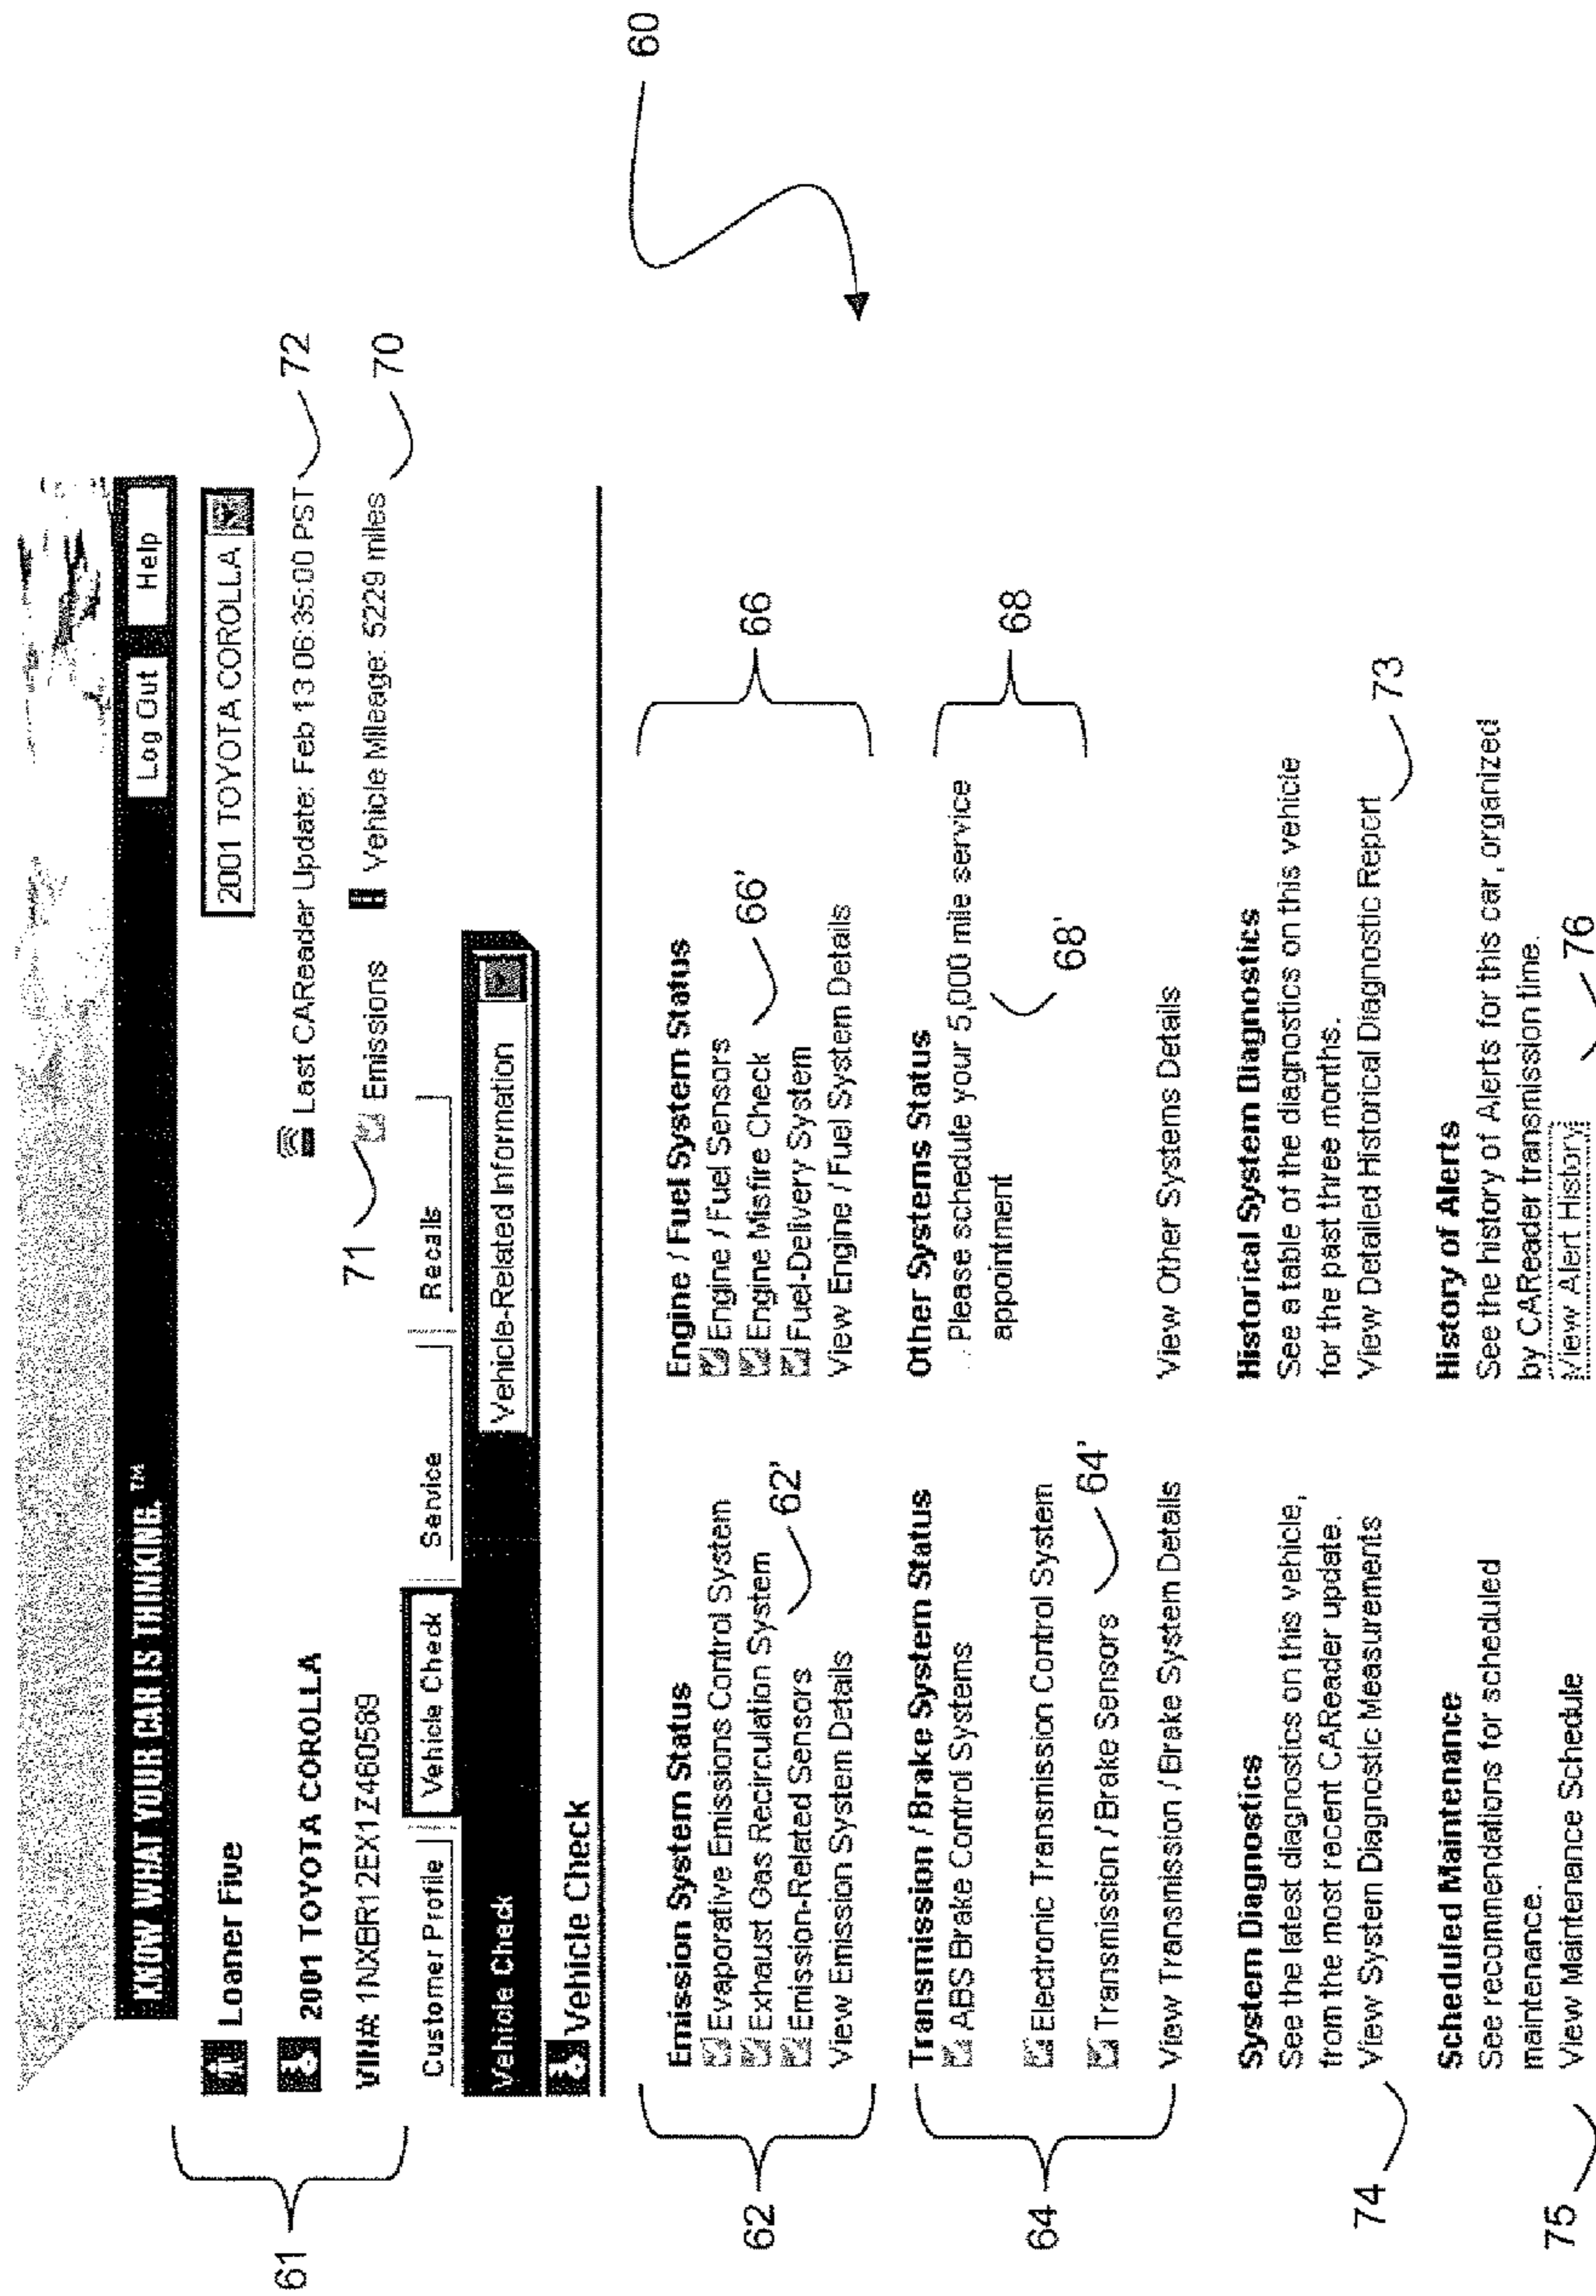 KNOW WHAT YOUR CAR IS THINKING.™
Log Out Help
Loaner Five
2001 TOYOTA COROLLA
2001 TOYOTA COROLLA
Last CAReader Update: Feb 13 06:35:00 PST
72
61
VIN#: 1NXBR12EX1Z460589
71
Emissions
Vehicle Mileage: 5229 miles
70
Customer Profile Vehicle Check Service Recalls
Vehicle Check
Vehicle-Related Information
Vehicle Check
60
62
Emission System Status
Evaporative Emissions Control System
Exhaust Gas Recirculation System
Emission-Related Sensors
62'
View Emission System Details
Engine / Fuel System Status
Engine / Fuel Sensors
Engine Misfire Check
66'
Fuel-Delivery System
View Engine / Fuel System Details
66
64
Transmission / Brake System Status
ABS Brake Control Systems
Electronic Transmission Control System
Transmission / Brake Sensors
64'
View Transmission / Brake System Details
Other Systems Status
Please schedule your 5,000 mile service
appointment
68'
View Other Systems Details
68
System Diagnostics
See the latest diagnostics on this vehicle,
from the most recent CAReader update.
View System Diagnostic Measurements
74
Historical System Diagnostics
See a table of the diagnostics on this vehicle
for the past three months.
View Detailed Historical Diagnostic Report
73
Scheduled Maintenance
See recommendations for scheduled
maintenance.
View Maintenance Schedule
75
History of Alerts
See the history of Alerts for this car, organized
by CAReader transmission time.
View Alert History
76